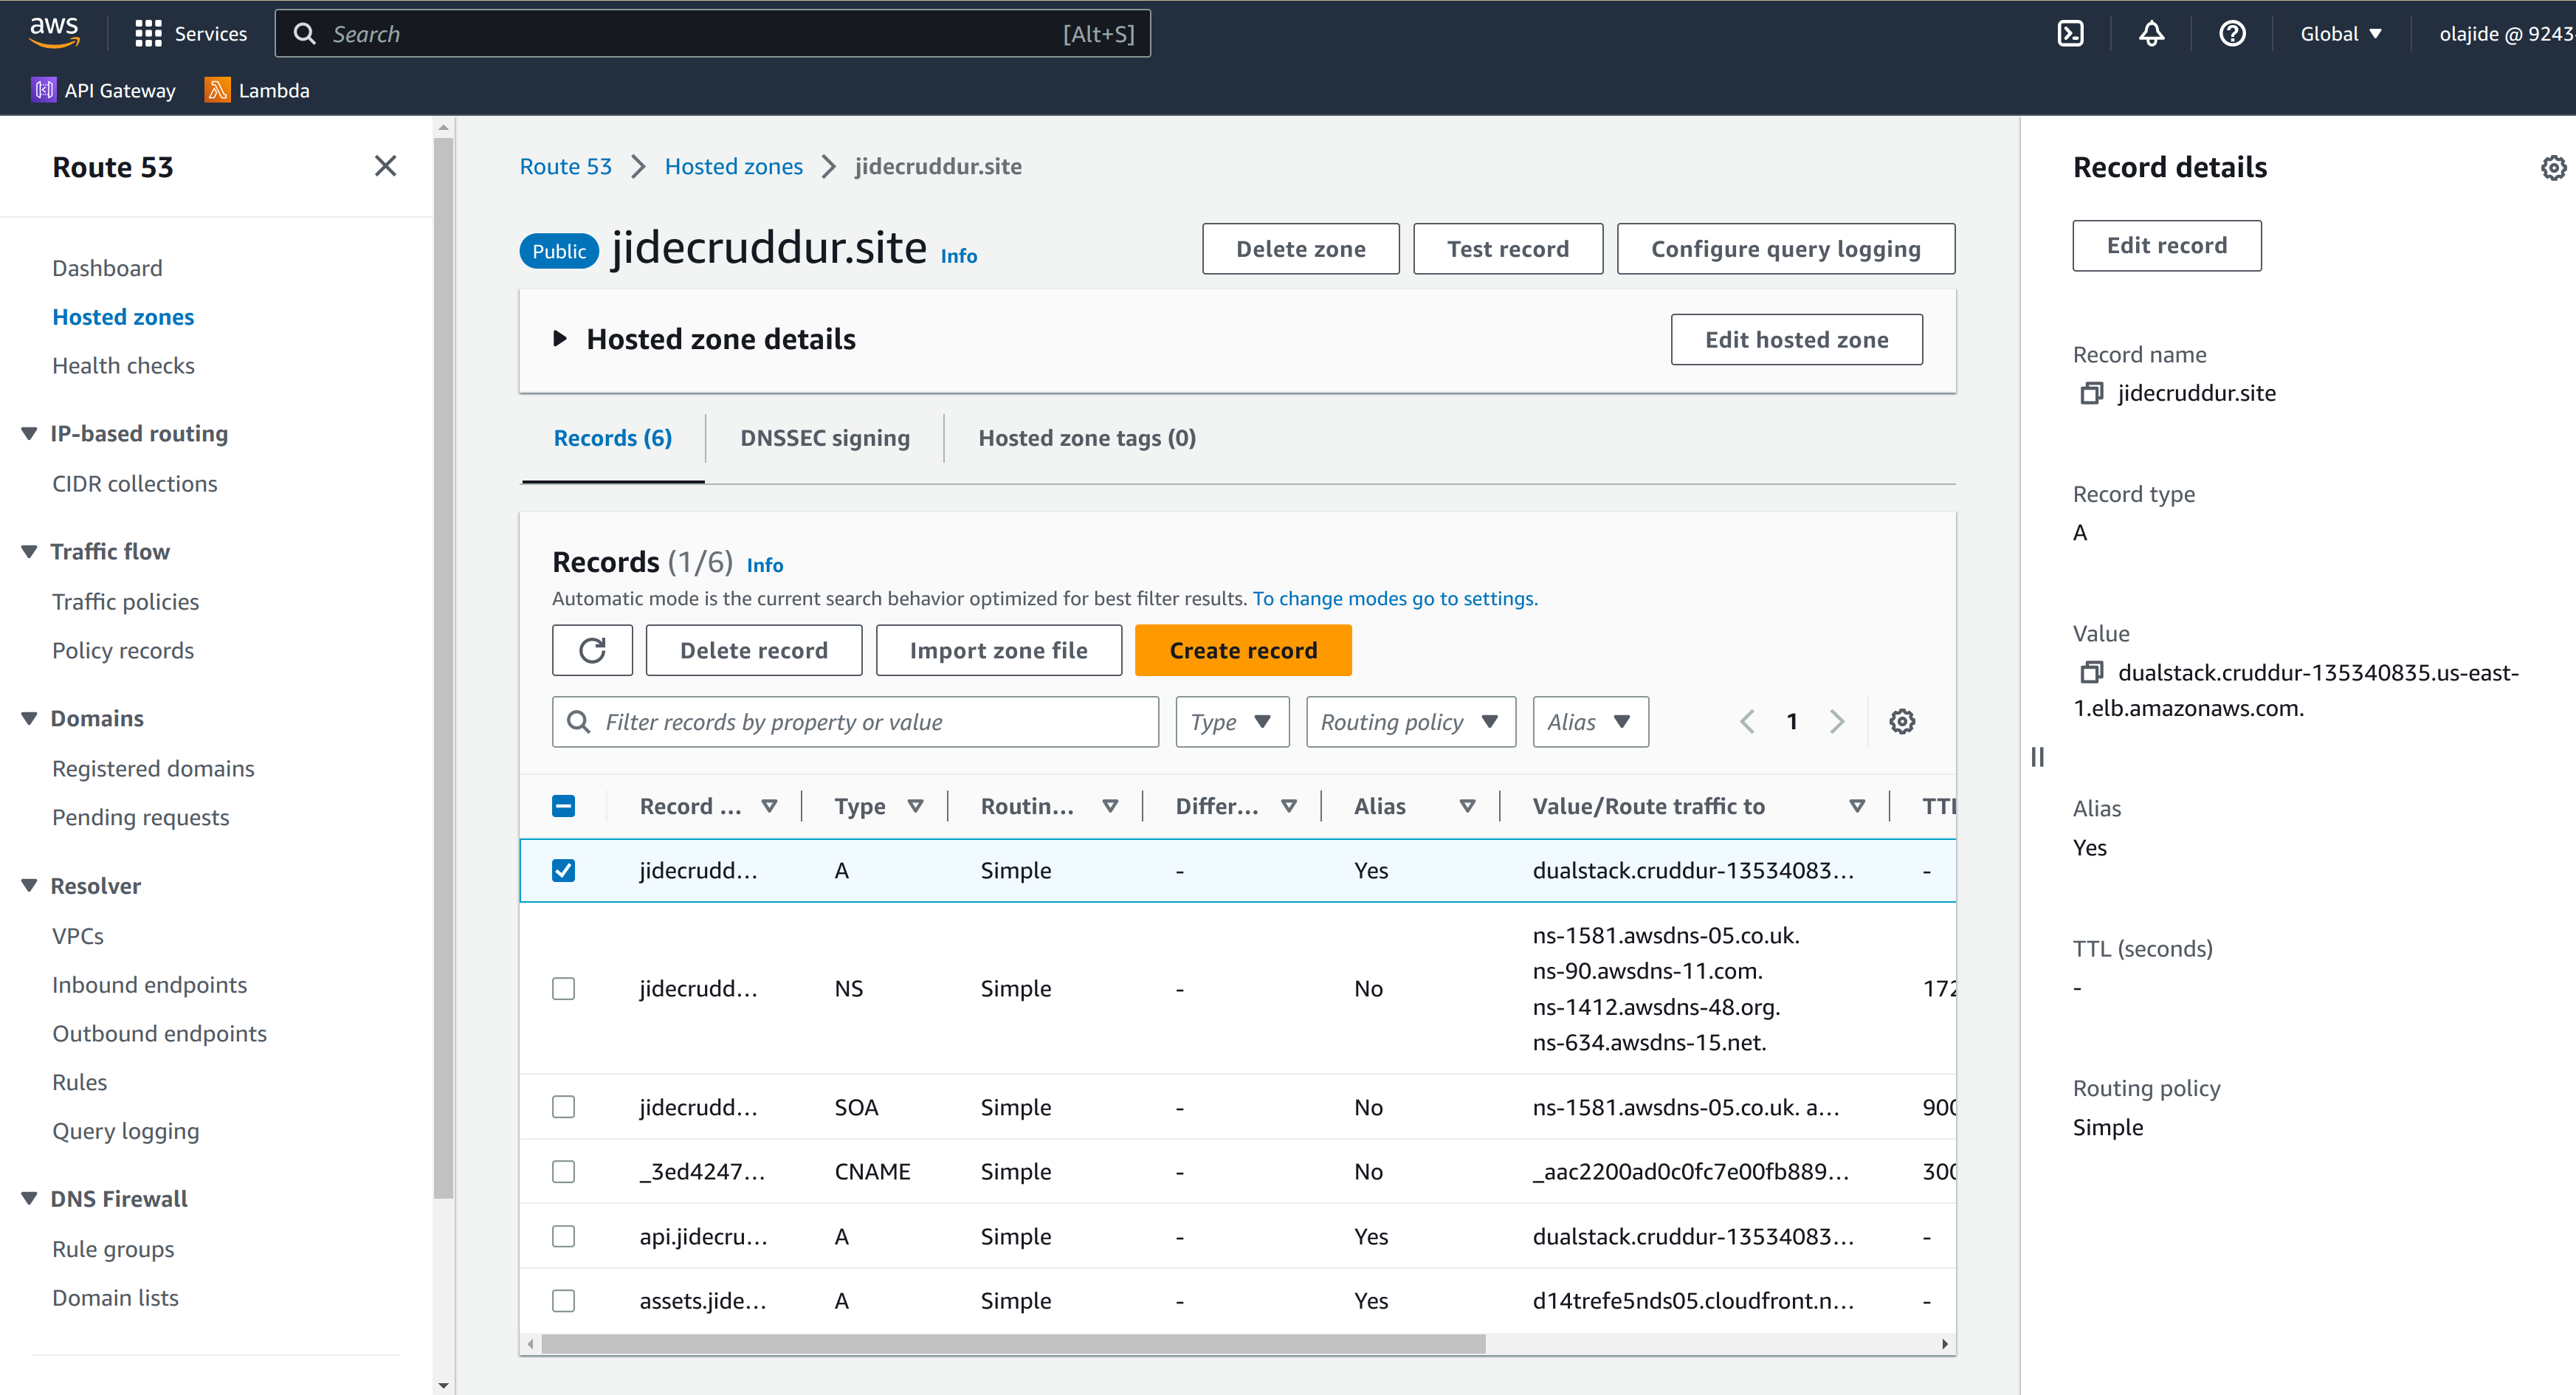 aws
Services
Search
[Alt+S]
Global
olajide @ 9243
API Gateway
Lambda
Route 53
Dashboard
Hosted zones
Health checks
IP-based routing
CIDR collections
Traffic flow
Traffic policies
Policy records
Domains
Registered domains
Pending requests
Resolver
VPCs
Inbound endpoints
Outbound endpoints
Rules
Query logging
DNS Firewall
Rule groups
Domain lists
Route 53 > Hosted zones > jidecruddur.site
Public jidecruddur.site Info
Delete zone
Test record
Configure query logging
Hosted zone details
Edit hosted zone
Records (6)
DNSSEC signing
Hosted zone tags (0)
Records (1/6) Info
Automatic mode is the current search behavior optimized for best filter results. To change modes go to settings.
Delete record
Import zone file
Create record
Filter records by property or value
Type
Routing policy
Alias
1
Record ... Type Routin... Differ... Alias Value/Route traffic to TTL
jidecrudd... A Simple - Yes dualstack.cruddur-13534083... -
jidecrudd... NS Simple - No ns-1581.awsdns-05.co.uk. 172
ns-90.awsdns-11.com.
ns-1412.awsdns-48.org.
ns-634.awsdns-15.net.
jidecrudd... SOA Simple - No ns-1581.awsdns-05.co.uk. a... 900
_3ed4247... CNAME Simple - No _aac2200ad0c0fc7e00fb889... 300
api.jidecru... A Simple - Yes dualstack.cruddur-13534083... -
assets.jide... A Simple - Yes d14trefe5nds05.cloudfront.n... -
Record details
Edit record
Record name
jidecruddur.site
Record type
A
Value
dualstack.cruddur-135340835.us-east-
1.elb.amazonaws.com.
Alias
Yes
TTL (seconds)
-
Routing policy
Simple